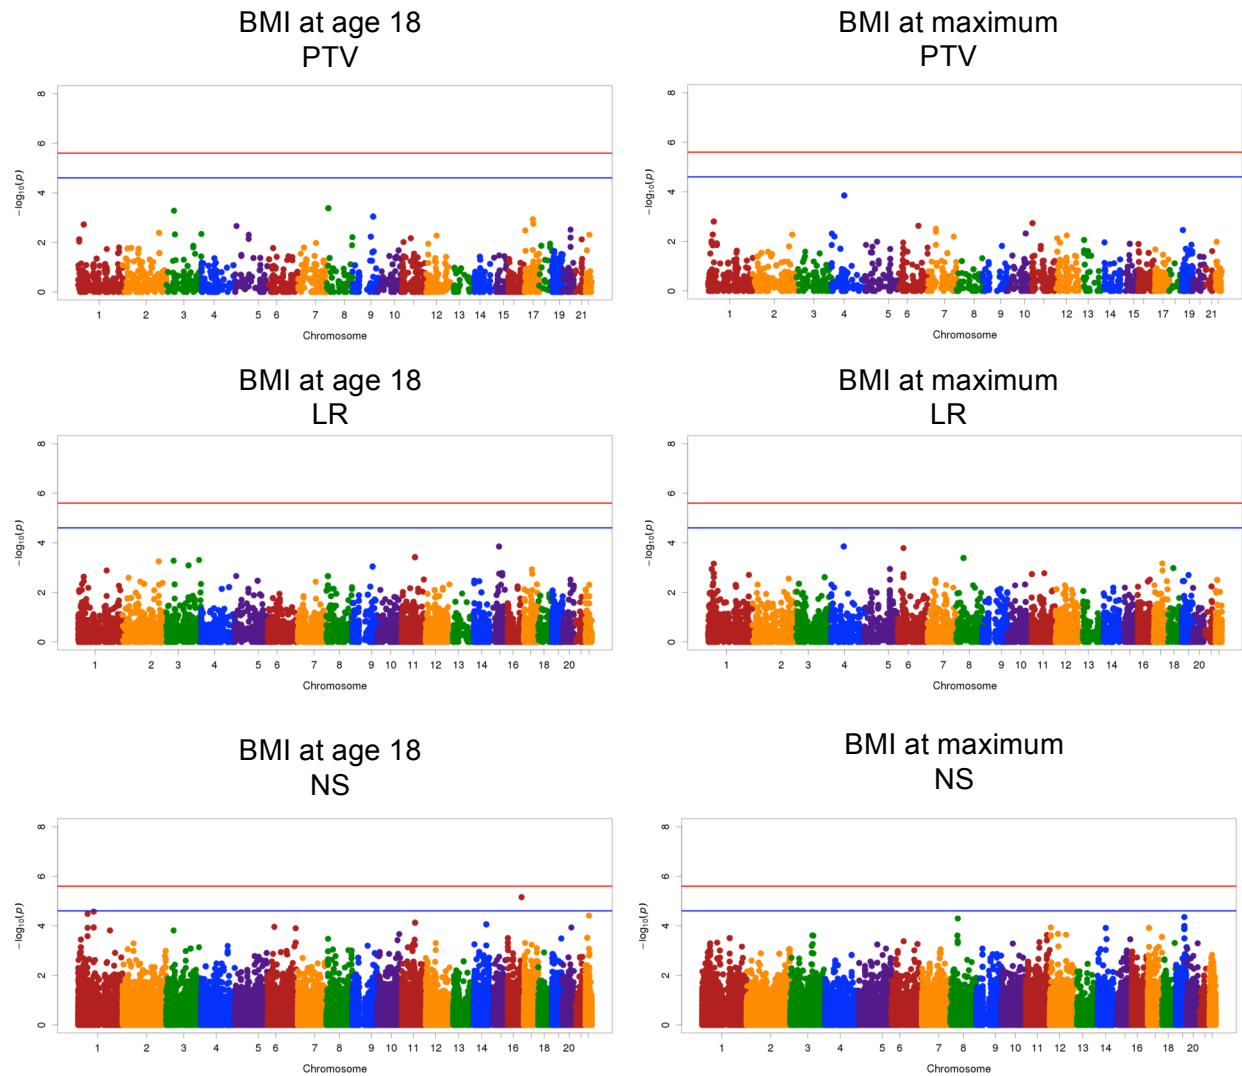 BMI at age 18
PTV
8
6
4
2
0
−log10(p)
1 2 3 4 5 6 7 8 9 10 11 12 13 14 15 17 19 21
Chromosome
BMI at maximum
PTV
8
6
4
2
0
−log10(p)
1 2 3 4 5 6 7 8 9 10 11 12 13 14 15 17 19 21
Chromosome
BMI at age 18
LR
8
6
4
2
0
−log10(p)
1 2 3 4 5 7 8 9 10 11 12 13 14 16 18 20
Chromosome
BMI at maximum
LR
8
6
4
2
0
−log10(p)
1 2 3 4 5 6 7 8 9 10 11 12 13 14 16 18 20
Chromosome
BMI at age 18
NS
8
6
4
2
0
−log10(p)
1 2 3 4 5 6 7 8 9 10 11 12 13 14 16 18 20
Chromosome
BMI at maximum
NS
8
6
4
2
0
−log10(p)
1 2 3 4 5 6 7 8 9 10 11 12 13 14 16 18 20
Chromosome